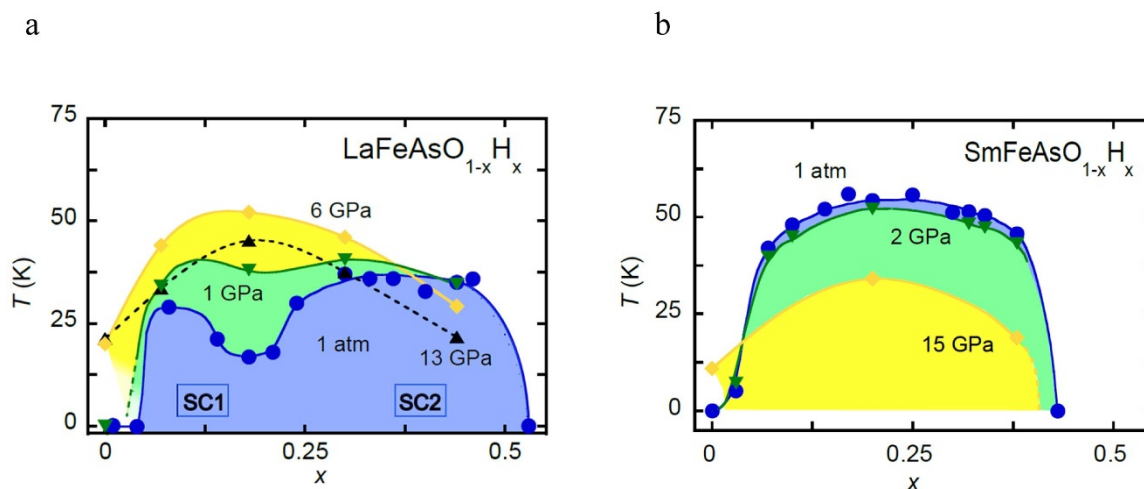 a
b
75
50
25
0
T (K)
LaFeAsO1-xHx
6 GPa
1 GPa
1 atm
13 GPa
SC1
SC2
0
0.25
0.5
x
75
50
25
0
T (K)
SmFeAsO1-xHx
1 atm
2 GPa
15 GPa
0
0.25
0.5
x